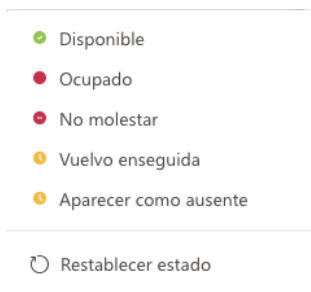 Disponible
Ocupado
No molestar
Vuelvo enseguida
Aparecer como ausente
Restablecer estado